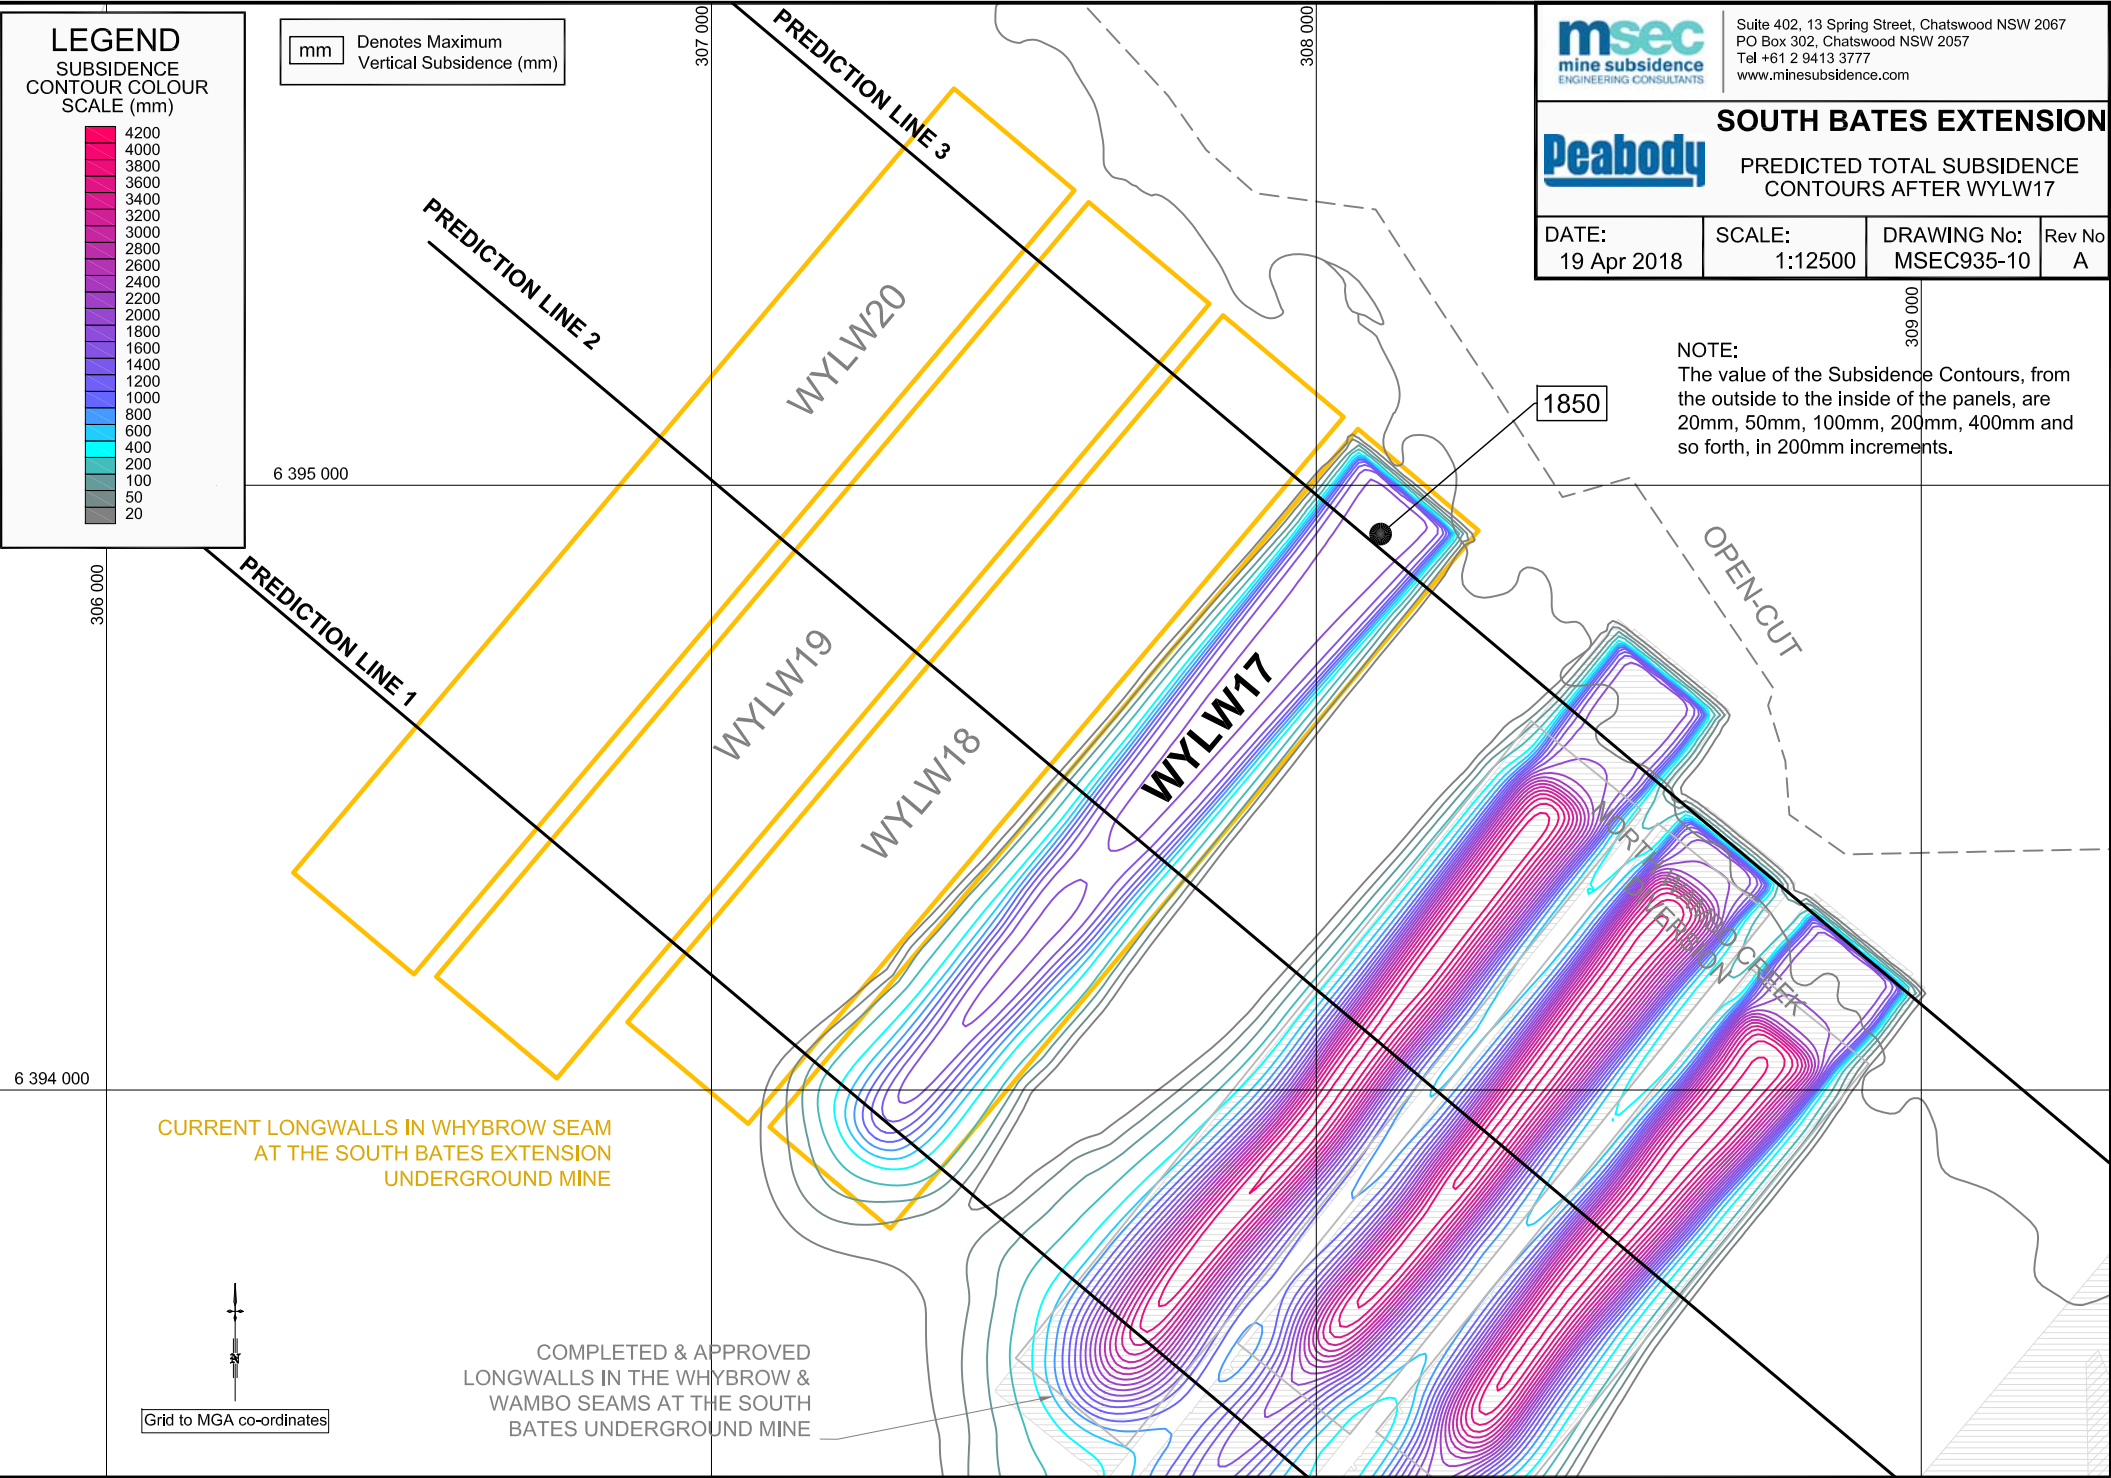 LEGEND
SUBSIDENCE
CONTOUR COLOUR
SCALE (mm)
4200
4000
3800
3600
3400
3200
3000
2800
2600
2400
2200
2000
1800
1600
1400
1200
1000
800
600
400
200
100
50
20
mm
Denotes Maximum
Vertical Subsidence (mm)
307 000
308 000
309 000
306 000
6 395 000
6 394 000
PREDICTION LINE 3
PREDICTION LINE 2
PREDICTION LINE 1
WYLW20
WYLW19
WYLW18
WYLW17
1850
OPEN-CUT
NORTH WAMBO CREEK
DIVERSION
msec
mine subsidence
ENGINEERING CONSULTANTS
Suite 402, 13 Spring Street, Chatswood NSW 2067
PO Box 302, Chatswood NSW 2057
Tel +61 2 9413 3777
www.minesubsidence.com
Peabody
SOUTH BATES EXTENSION
PREDICTED TOTAL SUBSIDENCE
CONTOURS AFTER WYLW17
DATE:
19 Apr 2018
SCALE:
1:12500
DRAWING No:
MSEC935-10
Rev No
A
NOTE:
The value of the Subsidence Contours, from
the outside to the inside of the panels, are
20mm, 50mm, 100mm, 200mm, 400mm and
so forth, in 200mm increments.
CURRENT LONGWALLS IN WHYBROW SEAM
AT THE SOUTH BATES EXTENSION
UNDERGROUND MINE
COMPLETED & APPROVED
LONGWALLS IN THE WHYBROW &
WAMBO SEAMS AT THE SOUTH
BATES UNDERGROUND MINE
N
Grid to MGA co-ordinates